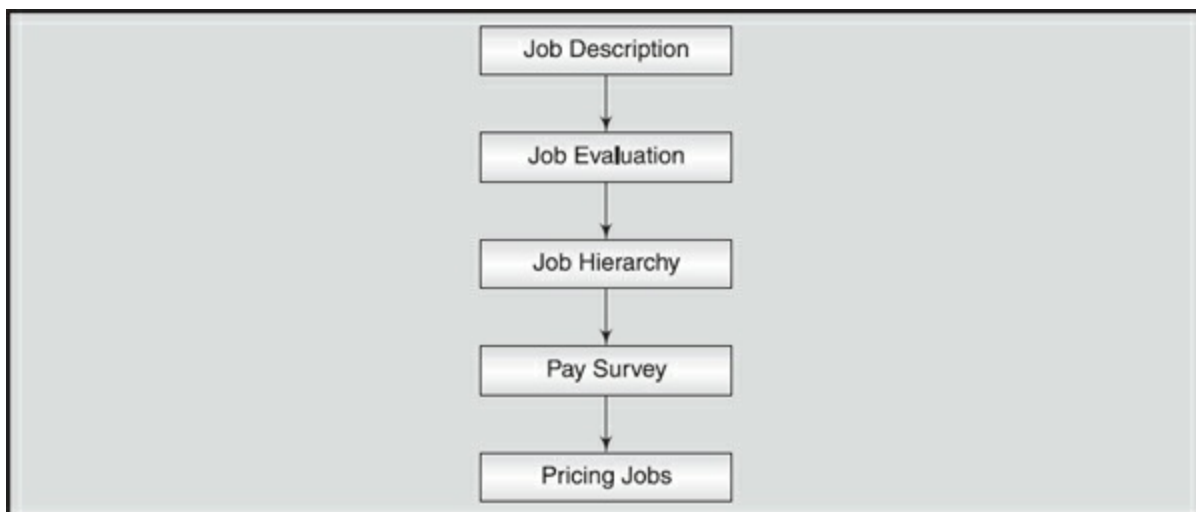 Job Description
Job Evaluation
Job Hierarchy
Pay Survey
Pricing Jobs